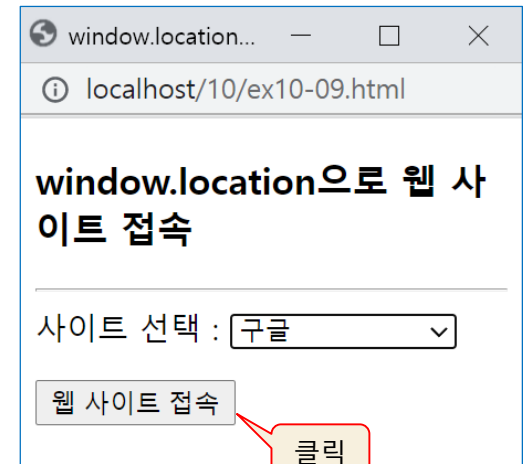 window.location...
localhost/10/ex10-09.html
window.location으로 웹 사
이트 접속
사이트 선택 : 구글
웹 사이트 접속
클릭